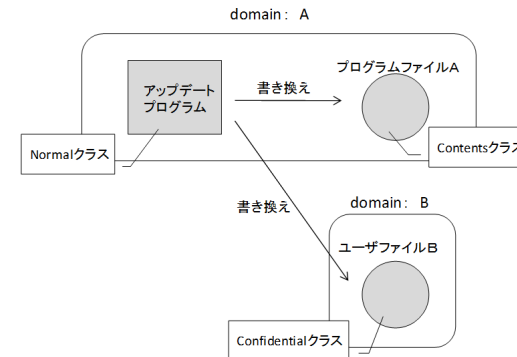 domain: A
アップデート
プログラム
書き換え
プログラムファイルA
Normalクラス
Contentsクラス
書き換え
domain: B
ユーザファイルB
Confidentialクラス